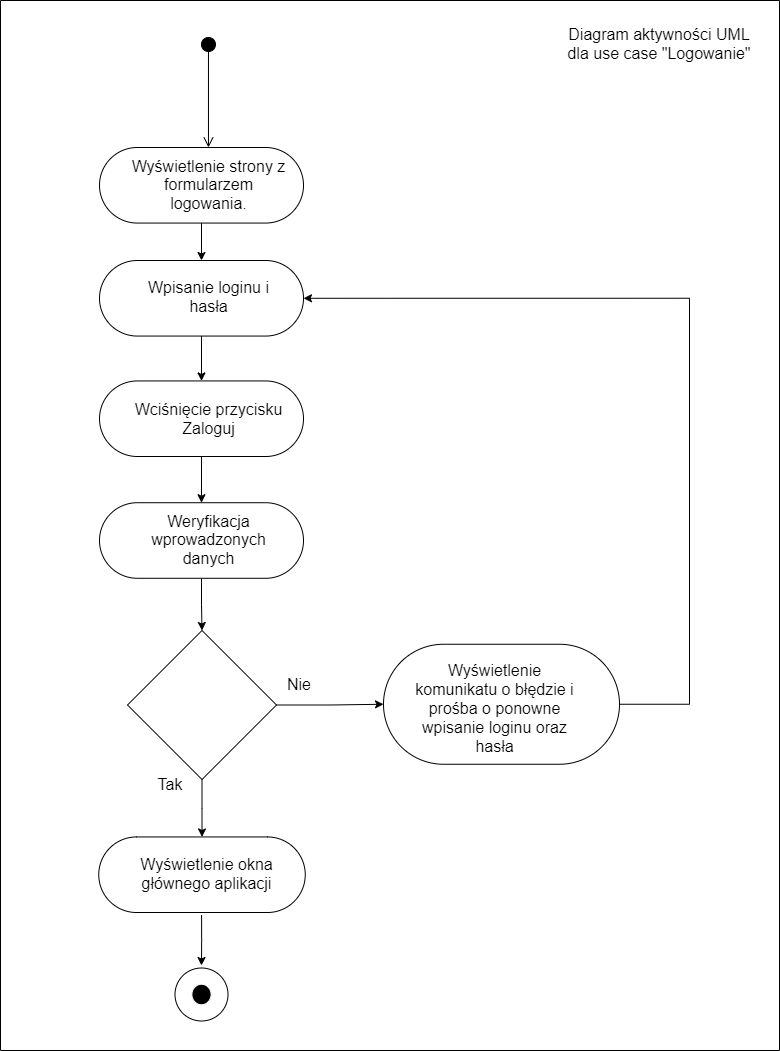 Diagram aktywności UML
dla use case "Logowanie"
Wyświetlenie strony z
formularzem
logowania.
Wpisanie loginu i
hasła
Wciśnięcie przycisku
Zaloguj
Weryfikacja
wprowadzonych
danych
Nie
Wyświetlenie
komunikatu o błędzie i
prośba o ponowne
wpisanie loginu oraz
hasła
Tak
Wyświetlenie okna
głównego aplikacji